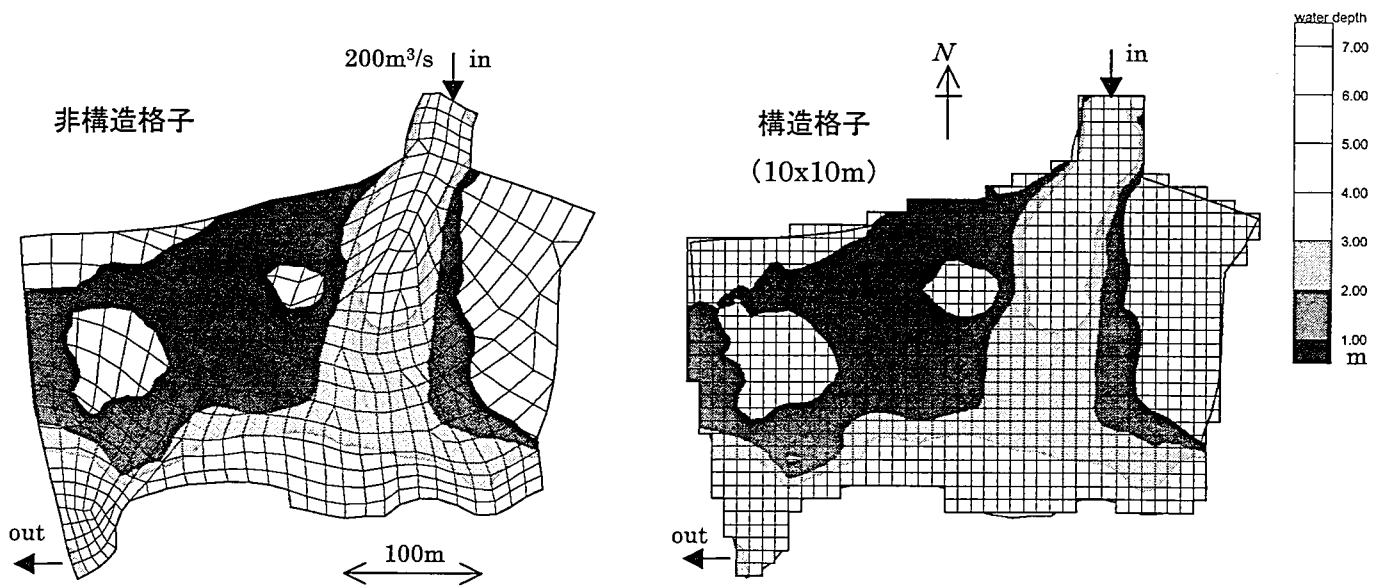 200m³/s in
非構造格子
out
100m
N
in
構造格子
(10x10m)
out
water depth
7.00
6.00
5.00
4.00
3.00
2.00
1.00
m